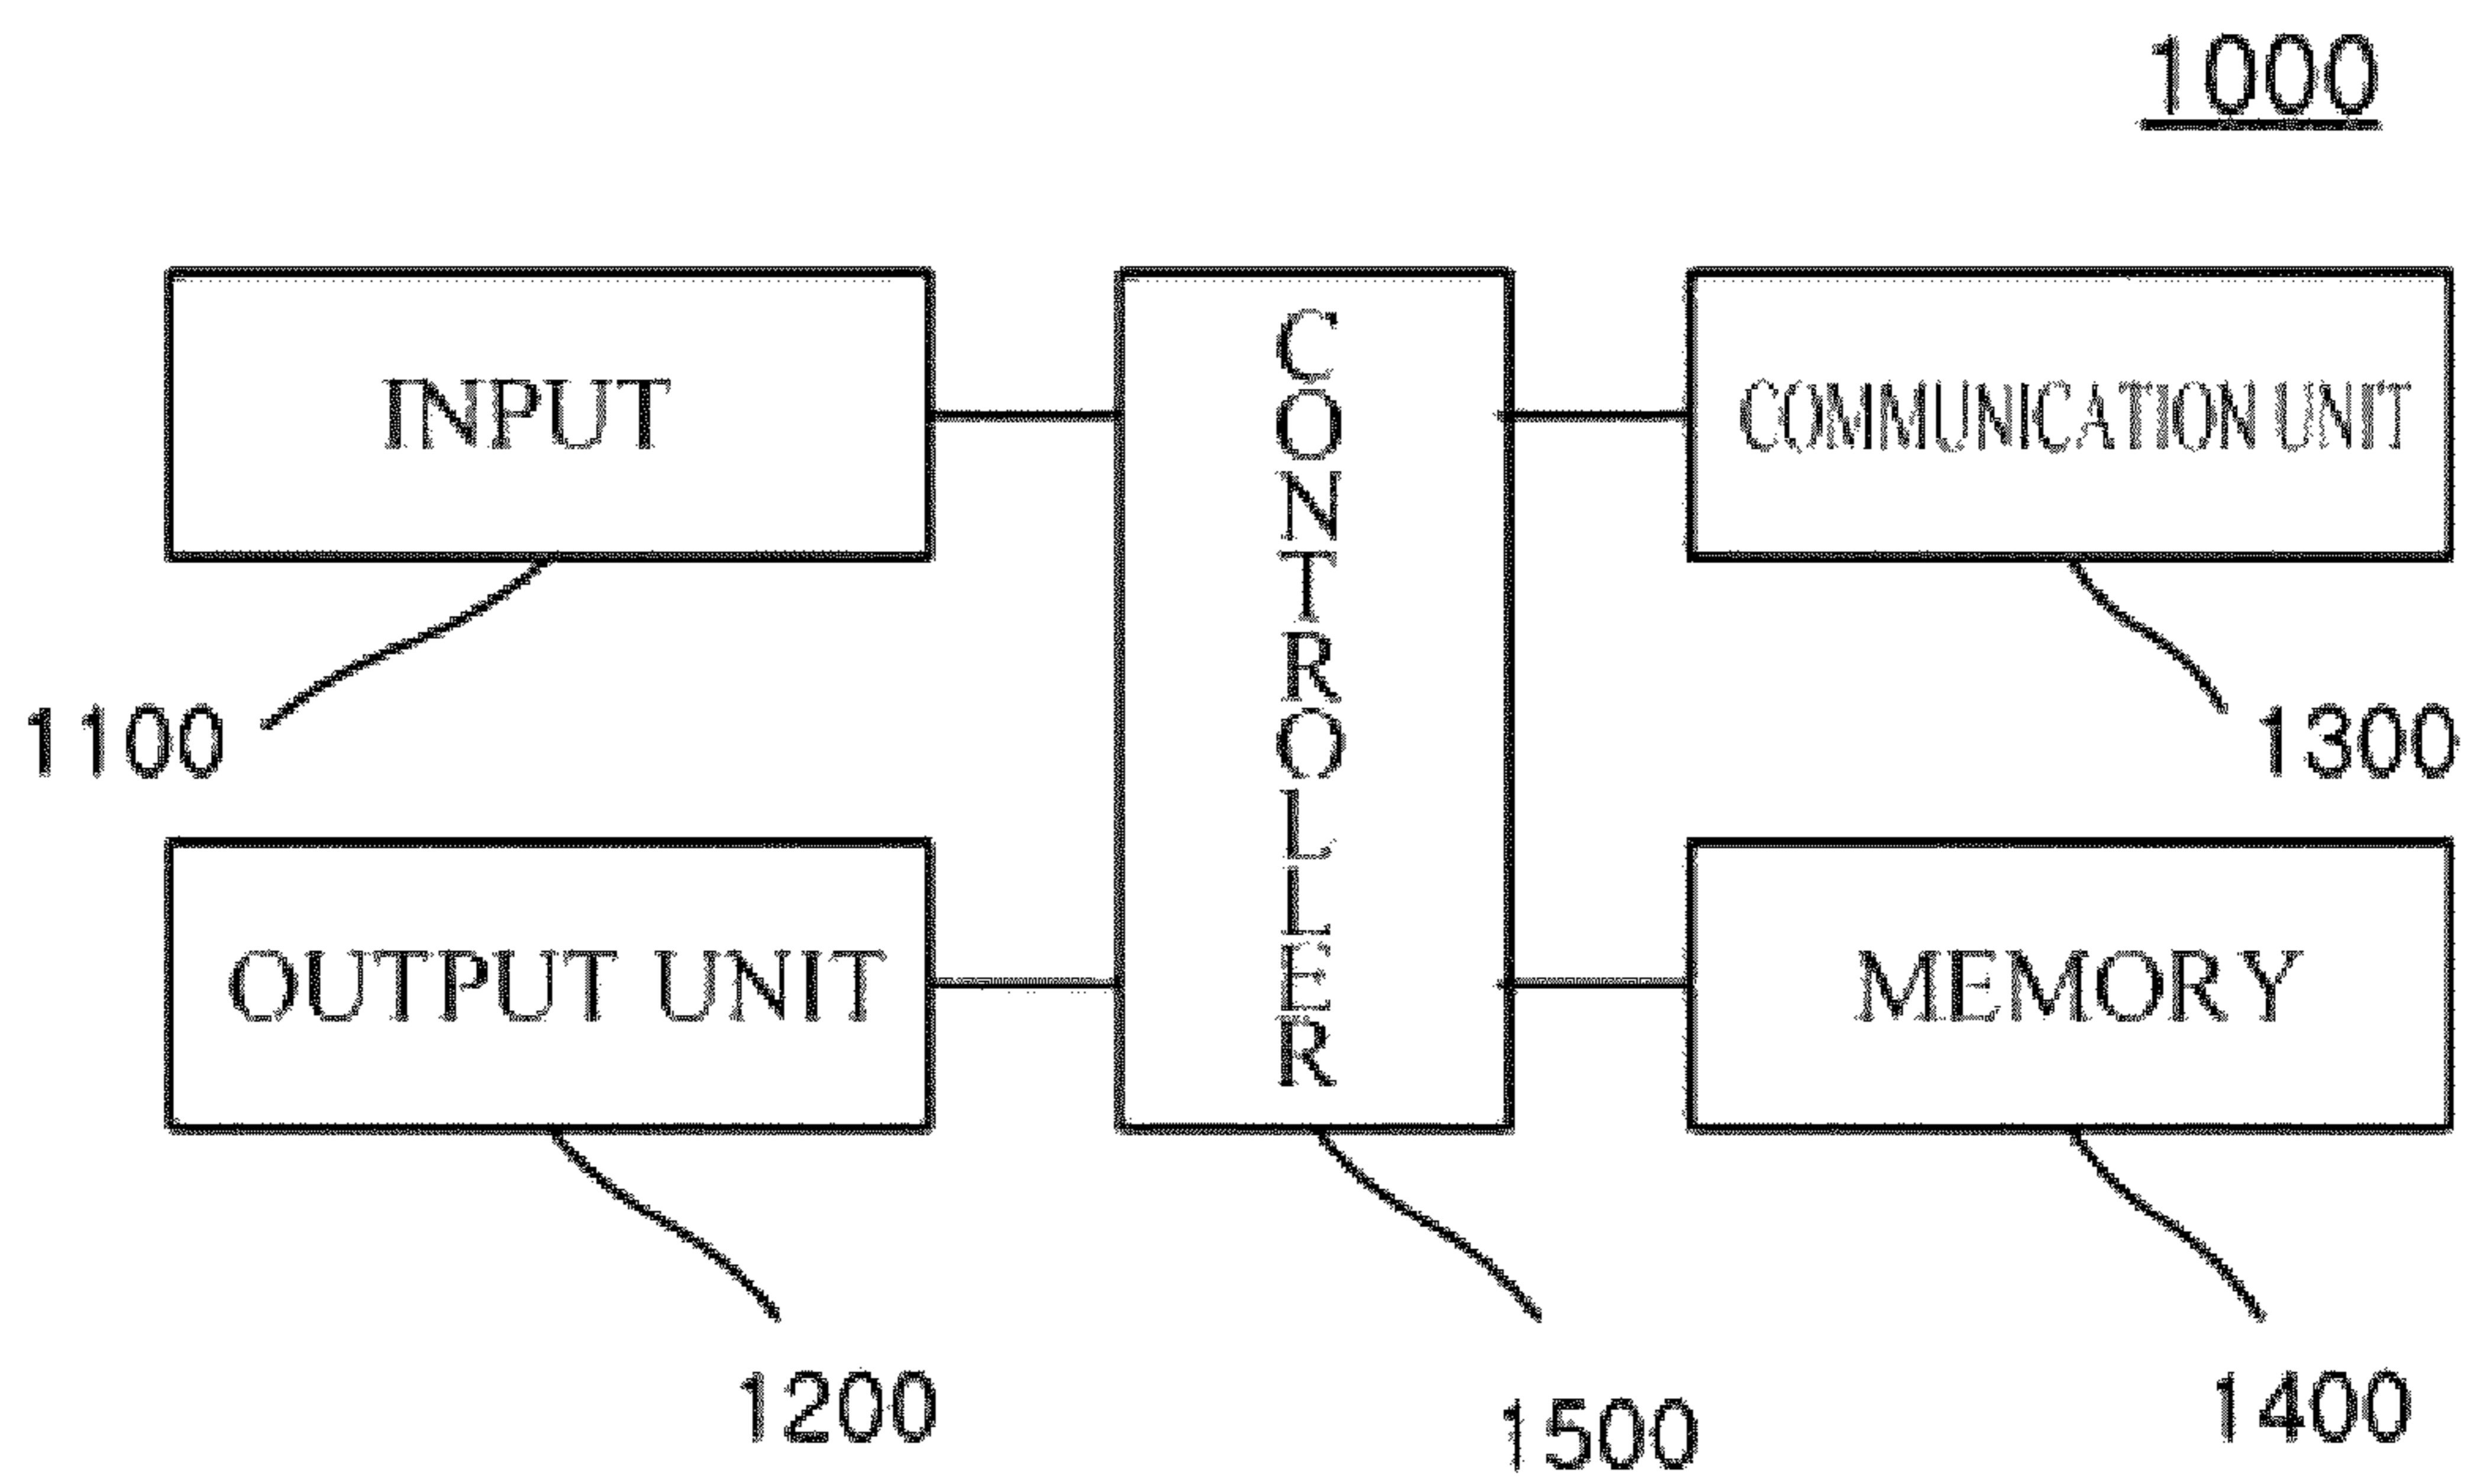 1000
INPUT
CONTROLLER
COMMUNICATION UNIT
1100
1300
OUTPUT UNIT
MEMORY
1200
1500
1400